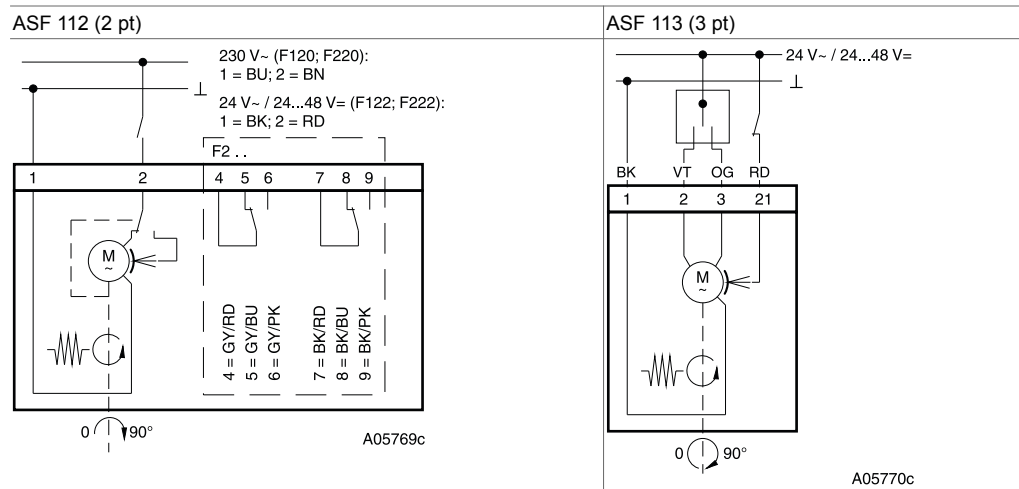 ASF 112 (2 pt)
230 V~ (F120; F220):
1 = BU; 2 = BN
⊥
24 V~ / 24...48 V= (F122; F222):
1 = BK; 2 = RD
F2 . .
1 2 4 5 6 7 8 9
M
~
4 = GY/RD
5 = GY/BU
6 = GY/PK
7 = BK/RD
8 = BK/BU
9 = BK/PK
0 90°
A05769c
ASF 113 (3 pt)
24 V~ / 24...48 V=
⊥
BK VT OG RD
1 2 3 21
M
~
0 90°
A05770c